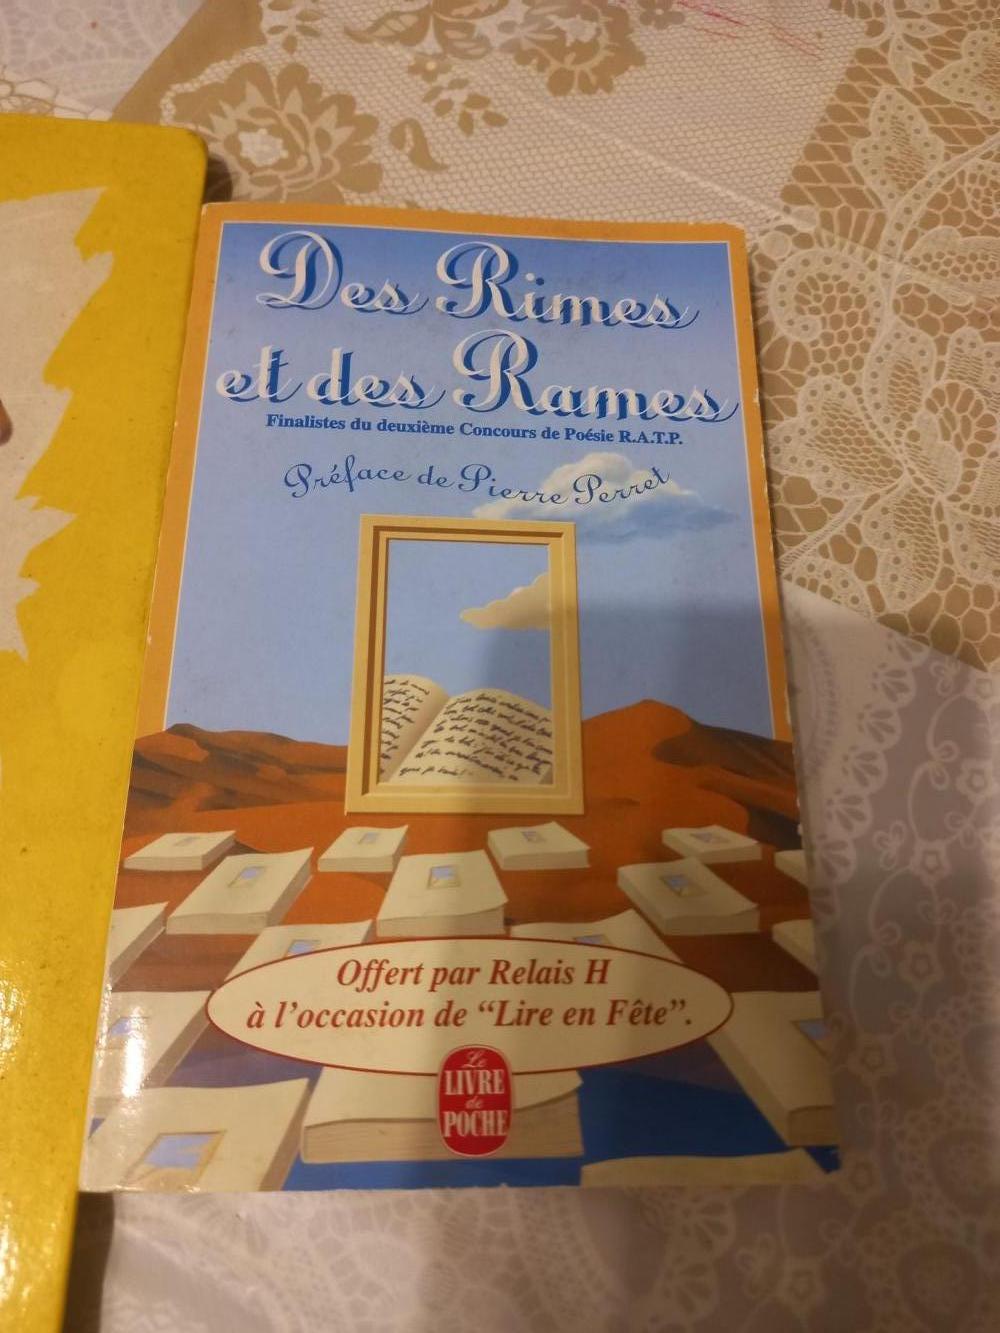 Des Rimes
et des Rames
Finalistes du deuxième Concours de Poésie R.A.T.P.
Préface de Pierre Perret
Offert par Relais H
à l'occasion de “Lire en Fête”.
Le
LIVRE
de
POCHE